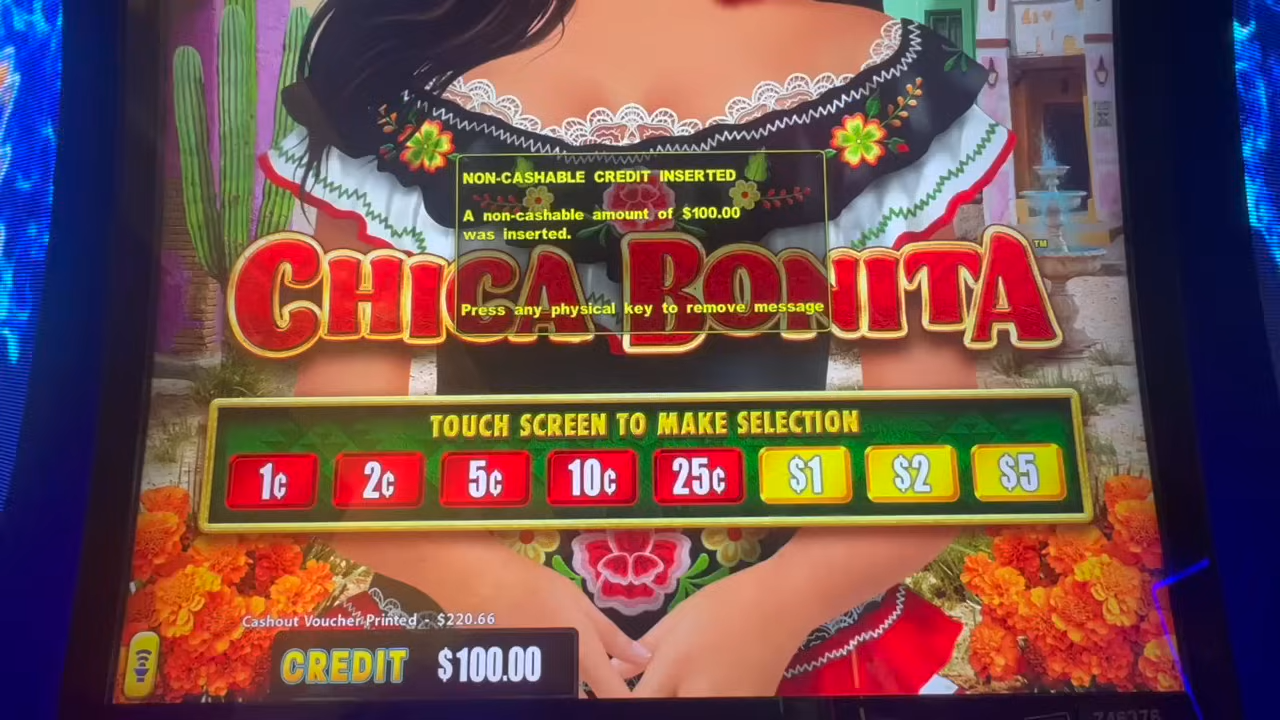 NON-CASHABLE CREDIT INSERTED
A non-cashable amount of $100.00
was inserted.
CHICA BONITA™
Press any physical key to remove message
TOUCH SCREEN TO MAKE SELECTION
1¢ 2¢ 5¢ 10¢ 25¢ $1 $2 $5
Cashout Voucher Printed - $220.66
CREDIT $100.00